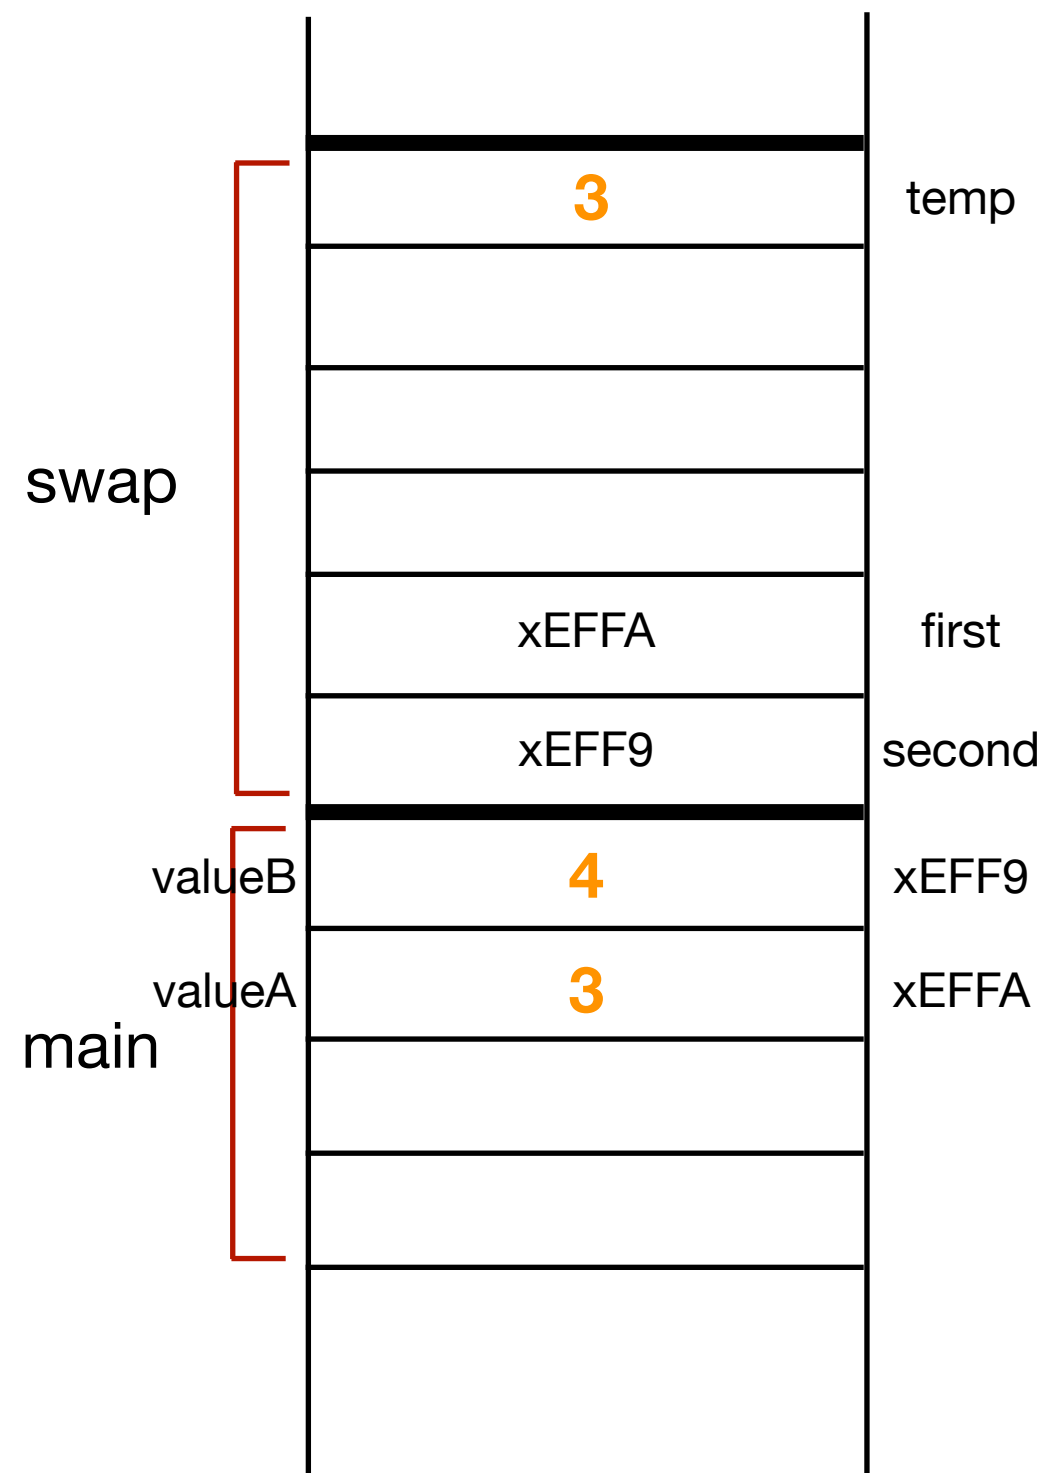 3 temp
swap
xEFFA first
xEFF9 second
valueB 4 xEFF9
valueA 3 xEFFA
main